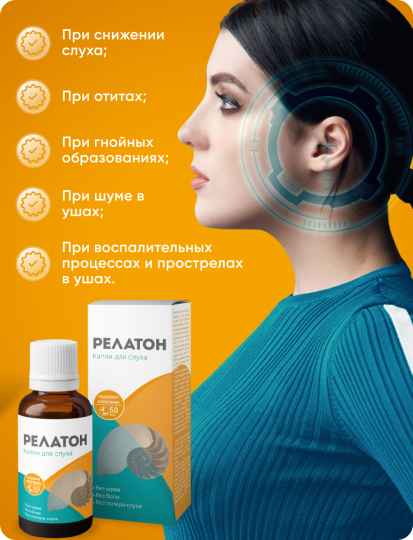 При снижении
слуха;
При отитах;
При гнойных
образованиях;
При шуме в
ушах;
При воспалительных
процессах и прострелах
в ушах.
РЕЛАТОН
Капли для слуха
50
- без шума
- без боли
- без потери слуха
РЕЛАТОН
Капли для слуха